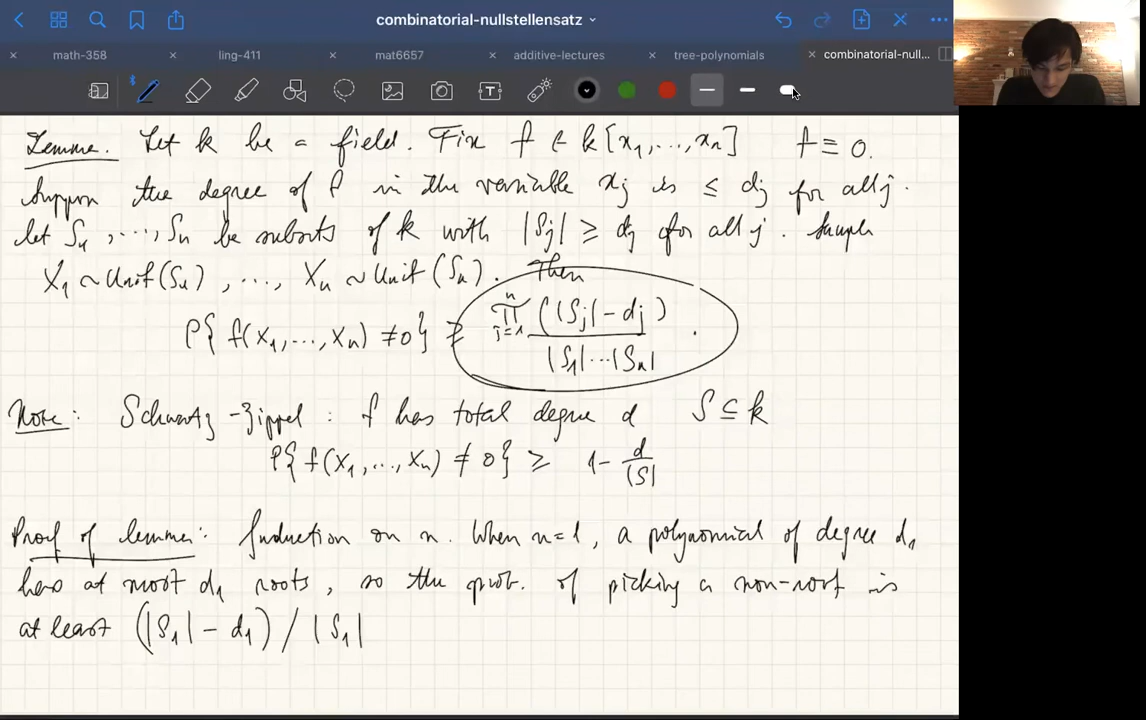 combinatorial-nullstellensatz
math-358
ling-411
mat6657
additive-lectures
tree-polynomials
combinatorial-null...
Lemma. Let k be a field. Fix f ∈ k[x₁,...,xₙ] f ≡ 0.
Suppose the degree of f in the variable xj is ≤ dj for all j.
let S₁,...,Sₙ be subsets of k with |Sj| ≥ dj for all j. Sample
X₁ ~ Unif(S₁), ..., Xₙ ~ Unif(Sₙ). Then
P{ f(X₁,...,Xₙ) ≠ 0 } ≥ ∏ⁿⱼ₌₁ (|Sj| - dj) / |S₁|...|Sₙ| .
Note: Schwartz-Zippel: f has total degree d S ⊆ k
P{ f(X₁,...,Xₙ) ≠ 0 } ≥ 1 - d/|S|
Proof of lemma: Induction on n. When n=1, a polynomial of degree d₁
has at most d₁ roots, so the prob. of picking a non-root is
at least (|S₁| - d₁) / |S₁|